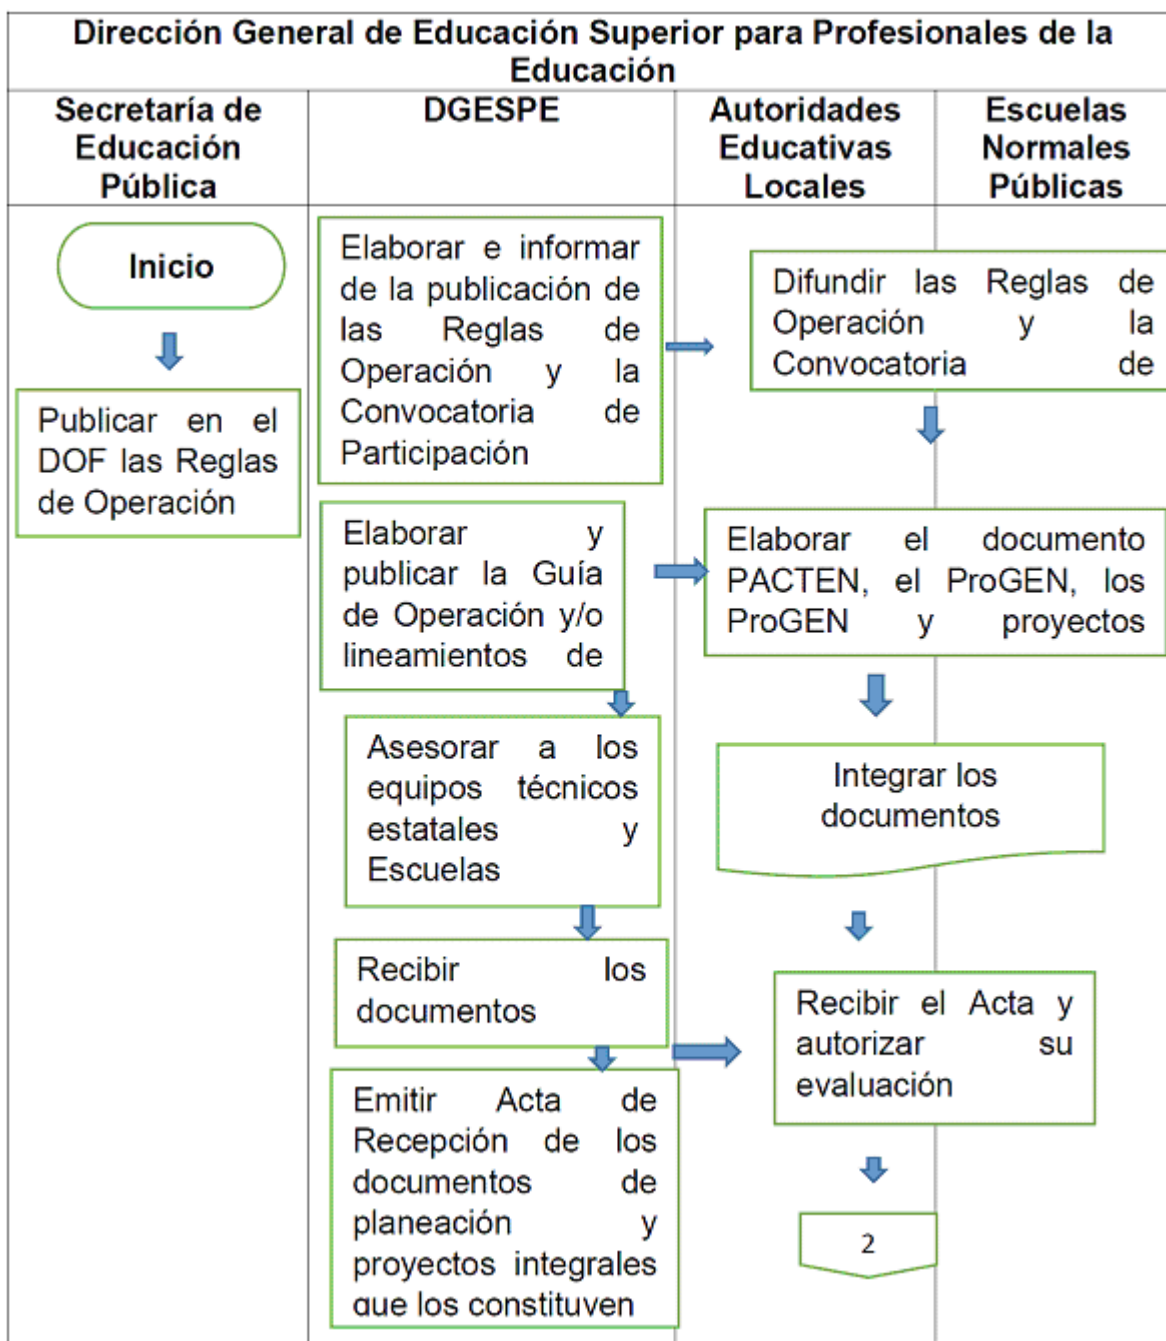 Dirección General de Educación Superior para Profesionales de la
Educación
Secretaría de
Educación
Pública
DGESPE
Autoridades
Educativas
Locales
Escuelas
Normales
Públicas
Inicio
Publicar en el
DOF las Reglas
de Operación
Elaborar e informar
de la publicación de
las Reglas de
Operación y la
Convocatoria de
Participación
Difundir las Reglas de
Operación y la
Convocatoria de
Elaborar y
publicar la Guía
de Operación y/o
lineamientos de
Elaborar el documento
PACTEN, el ProGEN, los
ProGEN y proyectos
Asesorar a los
equipos técnicos
estatales y
Escuelas
Integrar los
documentos
Recibir los
documentos
Recibir el Acta y
autorizar su
evaluación
Emitir Acta de
Recepción de los
documentos de
planeación y
proyectos integrales
que los constituyen
2